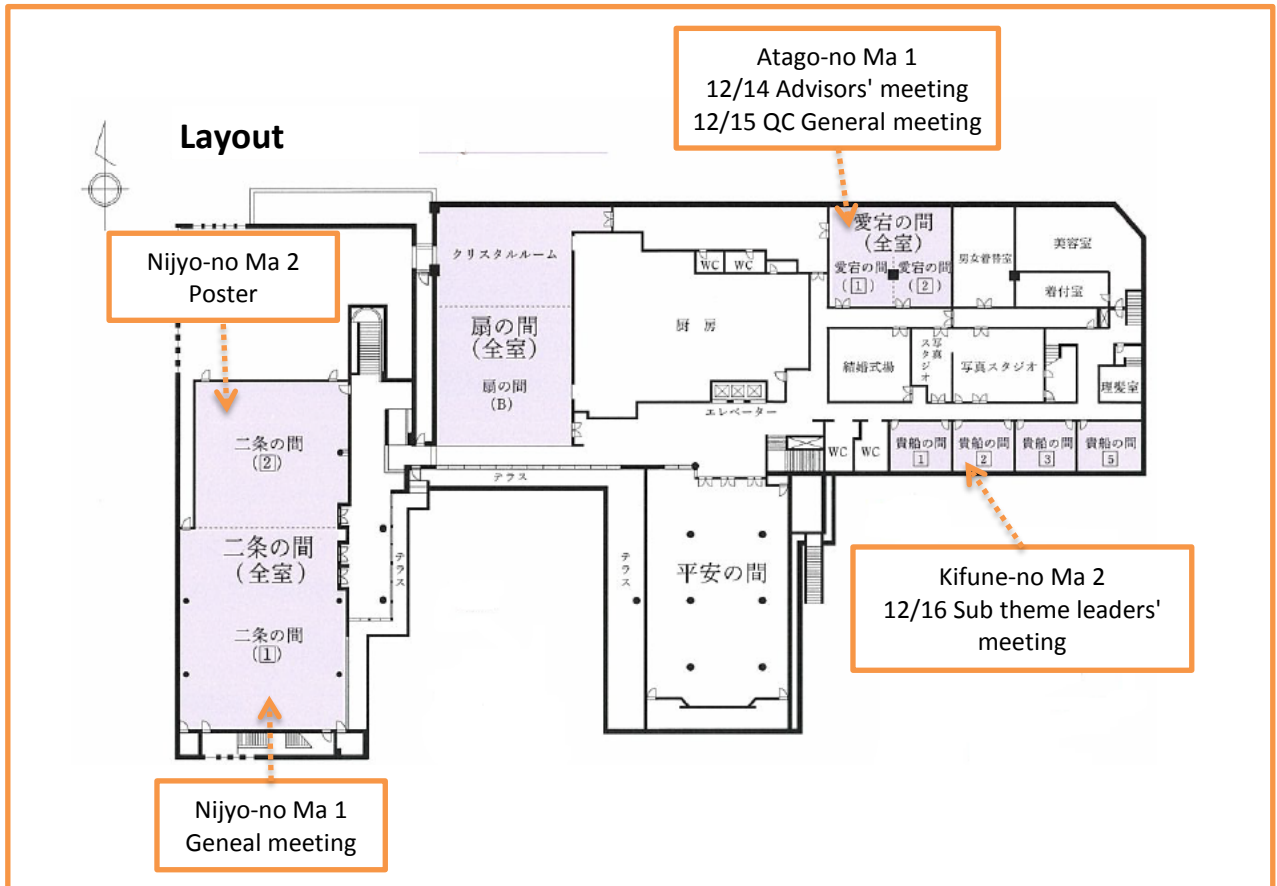 Atago-no Ma 1
12/14 Advisors' meeting
12/15 QC General meeting
Layout
Nijyo-no Ma 2
Poster
クリスタルルーム
扇の間
(全室)
扇の間
(B)
WC
WC
厨房
エレベーター
愛宕の間
(全室)
愛宕の間
(1)
愛宕の間
(2)
男女着替室
美容室
着付室
結婚式場
写真
スタジオ
写真スタジオ
理髪室
WC
WC
貴船の間
1
貴船の間
2
貴船の間
3
貴船の間
5
二条の間
(2)
二条の間
(全室)
二条の間
(1)
テラス
テラス
テラス
平安の間
Kifune-no Ma 2
12/16 Sub theme leaders'
meeting
Nijyo-no Ma 1
Geneal meeting